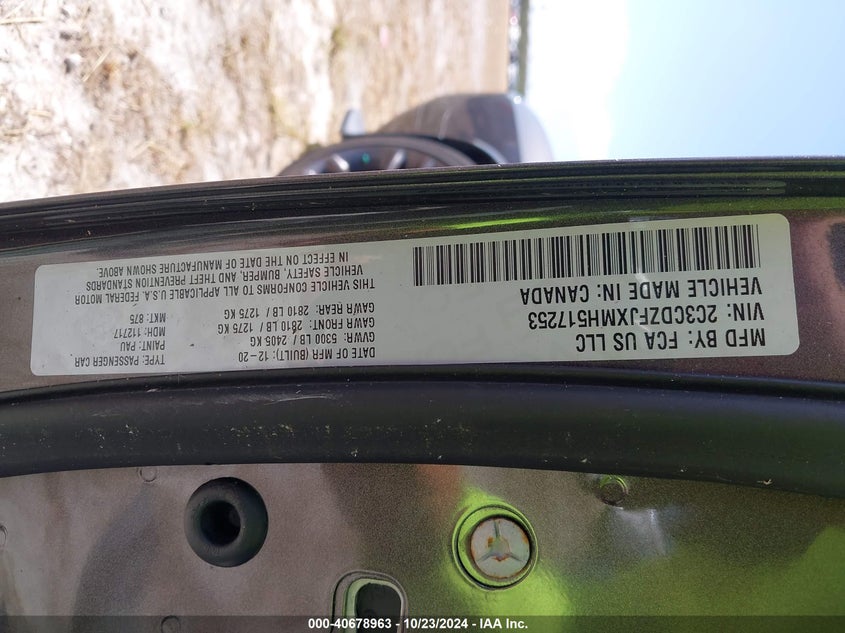 MFD BY: FCA US LLC
VIN: 2C3CDZFJXMH517253
VEHICLE MADE IN: CANADA
DATE OF MFR (BUILT): 12-20
GVWR: 5300 LB / 2405 KG
GAWR FRONT: 2810 LB / 1275 KG
GAWR REAR: 2810 LB / 1275 KG
THIS VEHICLE CONFORMS TO ALL APPLICABLE U.S.A. FEDERAL MOTOR
VEHICLE SAFETY, BUMPER, AND THEFT PREVENTION STANDARDS
IN EFFECT ON THE DATE OF MANUFACTURE SHOWN ABOVE.
TYPE: PASSENGER CAR
PAINT: PAU
MDH: 112717
MKT: 875
000-40678963 - 10/23/2024 - IAA Inc.